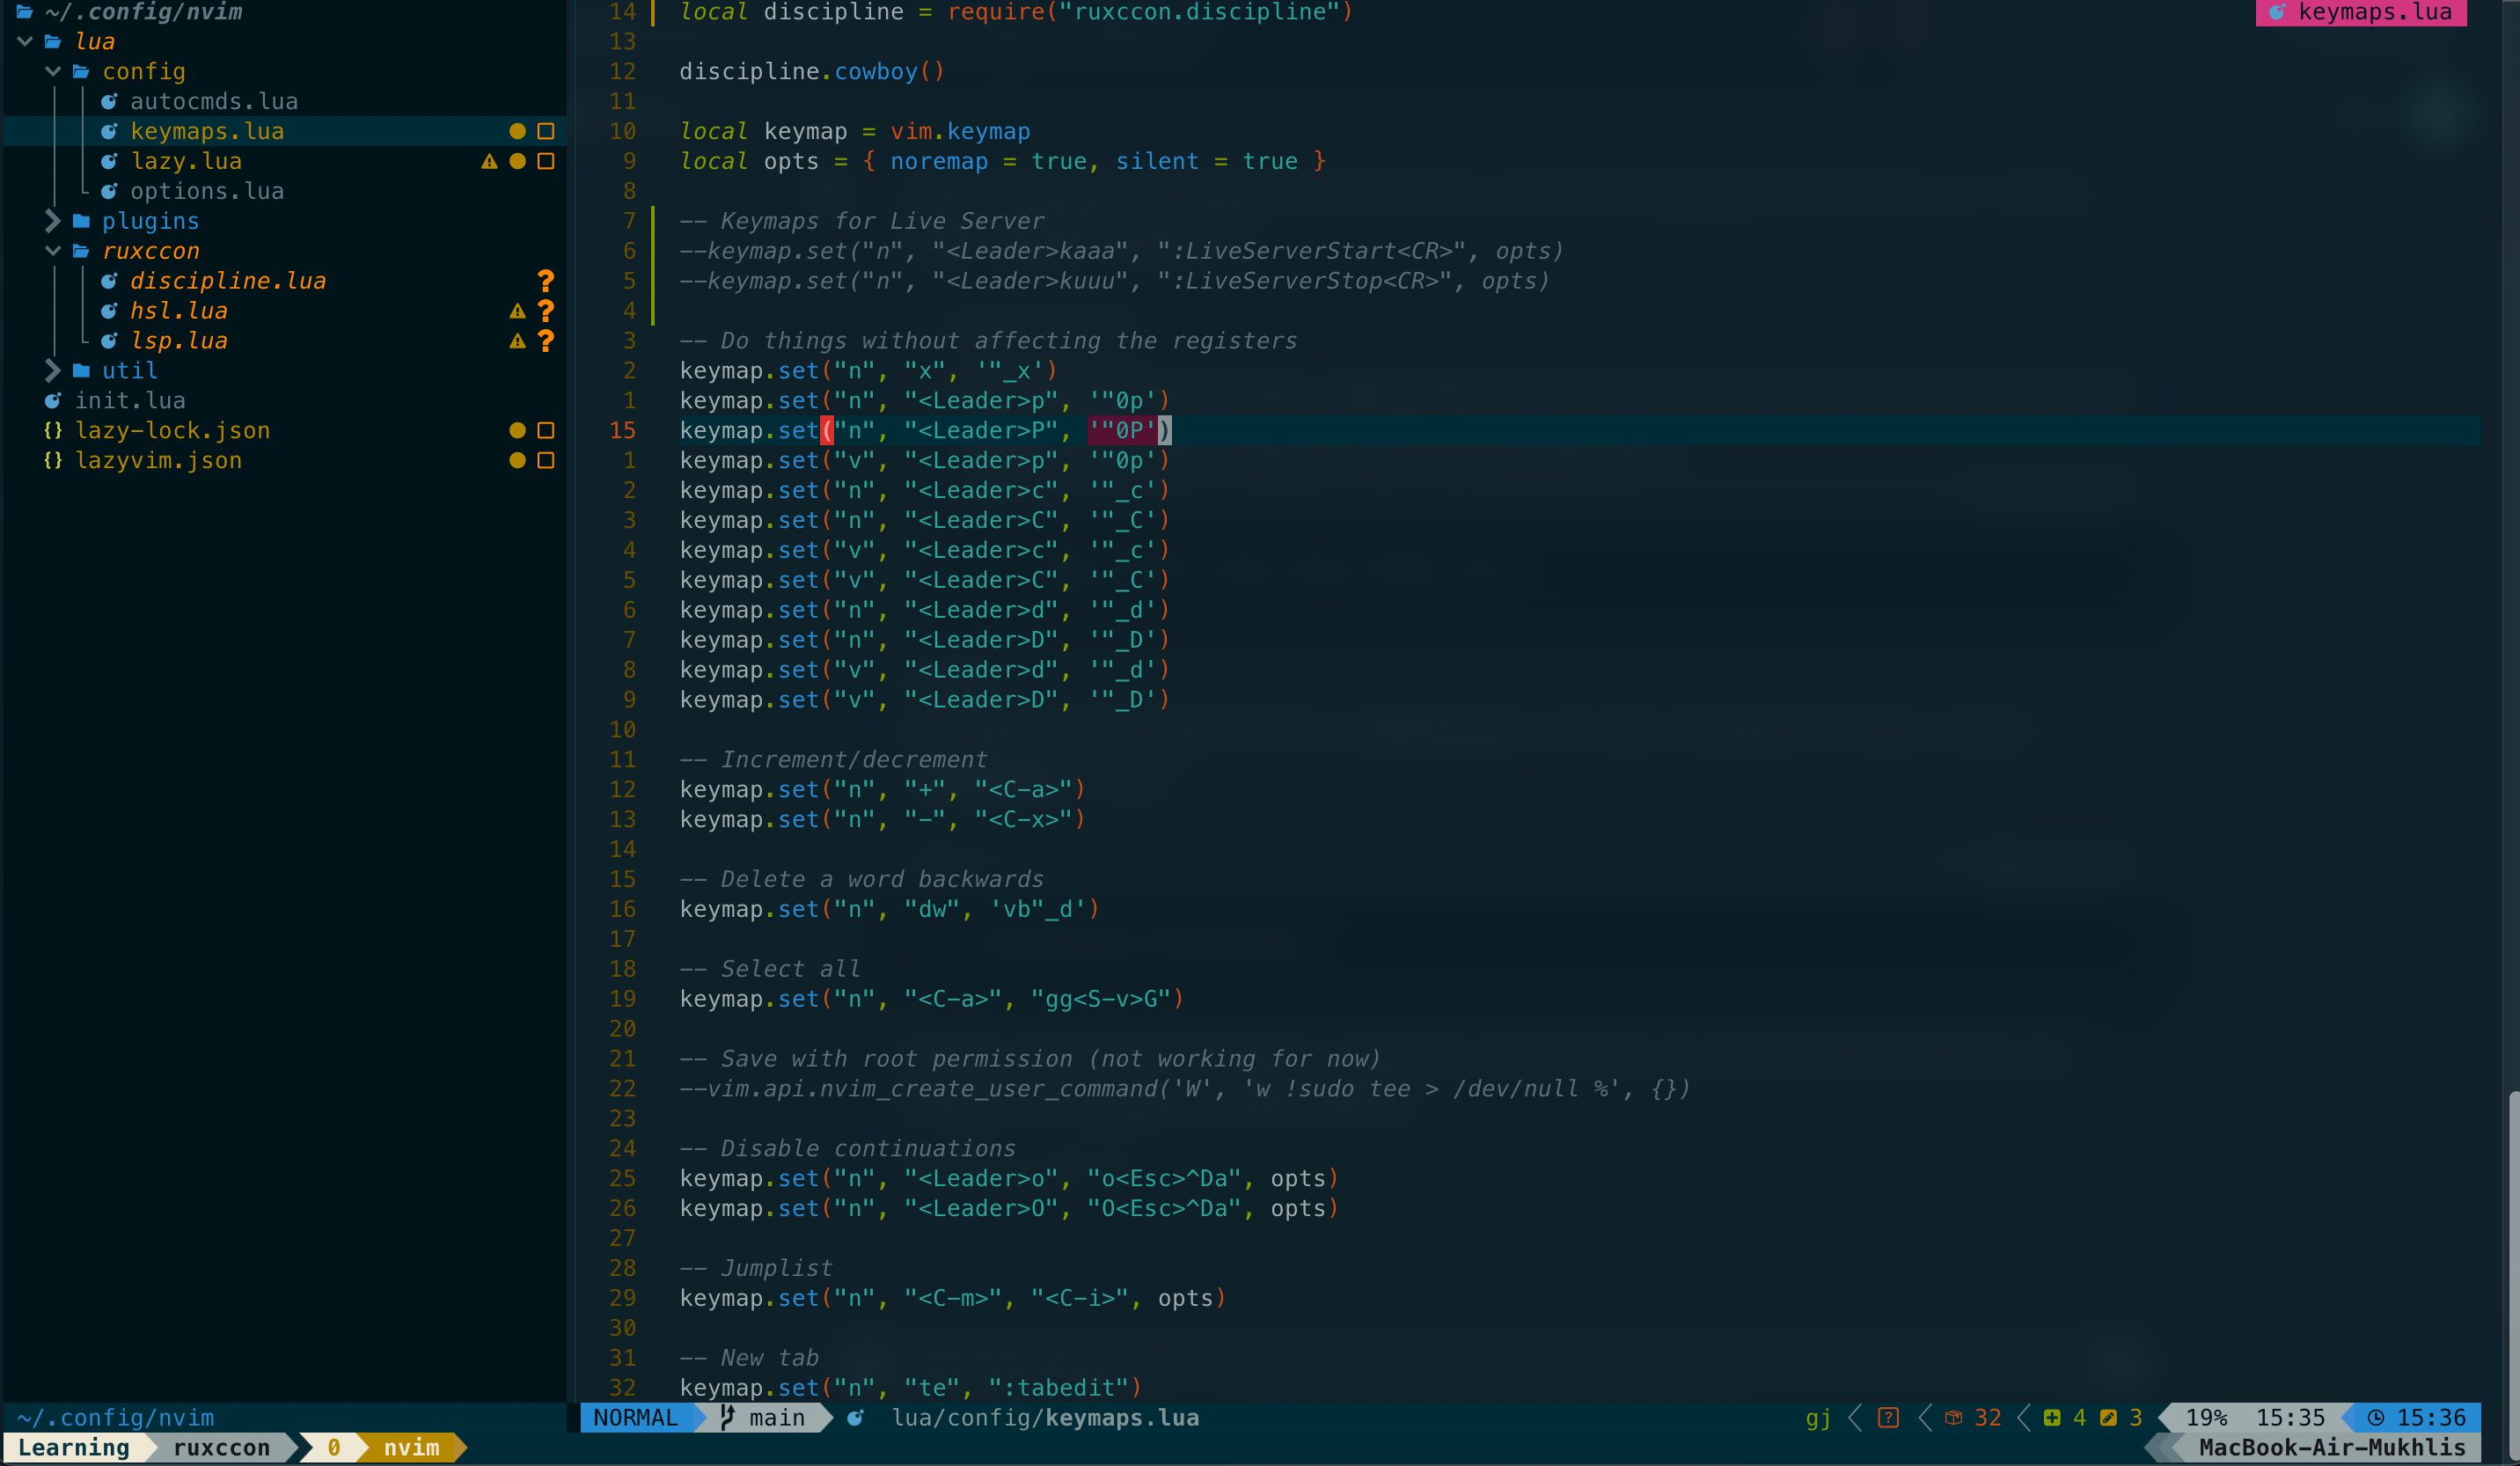 ~/.config/nvim
lua
config
autocmds.lua
keymaps.lua
lazy.lua
options.lua
plugins
ruxccon
discipline.lua ?
hsl.lua ?
lsp.lua ?
util
init.lua
{} lazy-lock.json
{} lazyvim.json
~/.config/nvim
keymaps.lua
14 local discipline = require("ruxccon.discipline")
13
12 discipline.cowboy()
11
10 local keymap = vim.keymap
9 local opts = { noremap = true, silent = true }
8
7 -- Keymaps for Live Server
6 --keymap.set("n", "<Leader>kaaa", ":LiveServerStart<CR>", opts)
5 --keymap.set("n", "<Leader>kuuu", ":LiveServerStop<CR>", opts)
4
3 -- Do things without affecting the registers
2 keymap.set("n", "x", '"_x')
1 keymap.set("n", "<Leader>p", '"0p')
15 keymap.set("n", "<Leader>P", '"0P')
1 keymap.set("v", "<Leader>p", '"0p')
2 keymap.set("n", "<Leader>c", '"_c')
3 keymap.set("n", "<Leader>C", '"_C')
4 keymap.set("v", "<Leader>c", '"_c')
5 keymap.set("v", "<Leader>C", '"_C')
6 keymap.set("n", "<Leader>d", '"_d')
7 keymap.set("n", "<Leader>D", '"_D')
8 keymap.set("v", "<Leader>d", '"_d')
9 keymap.set("v", "<Leader>D", '"_D')
10
11 -- Increment/decrement
12 keymap.set("n", "+", "<C-a>")
13 keymap.set("n", "-", "<C-x>")
14
15 -- Delete a word backwards
16 keymap.set("n", "dw", 'vb"_d')
17
18 -- Select all
19 keymap.set("n", "<C-a>", "gg<S-v>G")
20
21 -- Save with root permission (not working for now)
22 --vim.api.nvim_create_user_command('W', 'w !sudo tee > /dev/null %', {})
23
24 -- Disable continuations
25 keymap.set("n", "<Leader>o", "o<Esc>^Da", opts)
26 keymap.set("n", "<Leader>O", "O<Esc>^Da", opts)
27
28 -- Jumplist
29 keymap.set("n", "<C-m>", "<C-i>", opts)
30
31 -- New tab
32 keymap.set("n", "te", ":tabedit")
NORMAL main lua/config/keymaps.lua gj ? 32 4 3 19% 15:35 15:36
Learning ruxccon 0 nvim MacBook-Air-Mukhlis